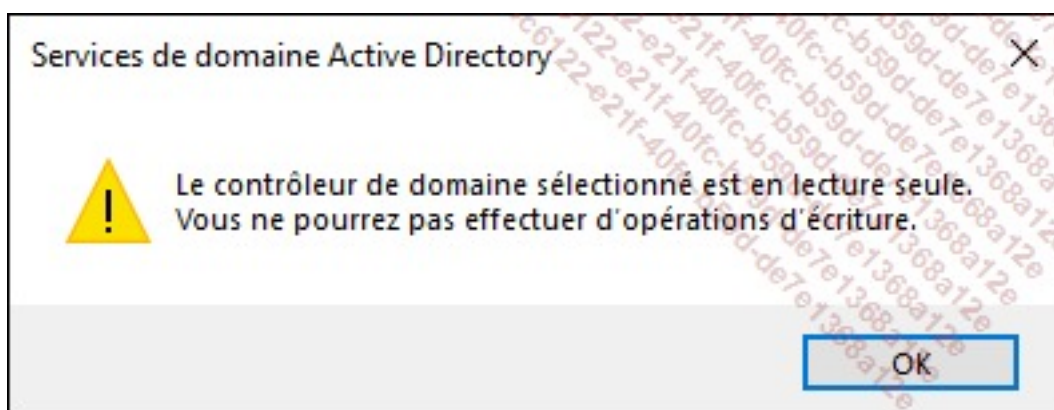 Services de domaine Active Directory
Le contrôleur de domaine sélectionné est en lecture seule.
Vous ne pourrez pas effectuer d'opérations d'écriture.
OK